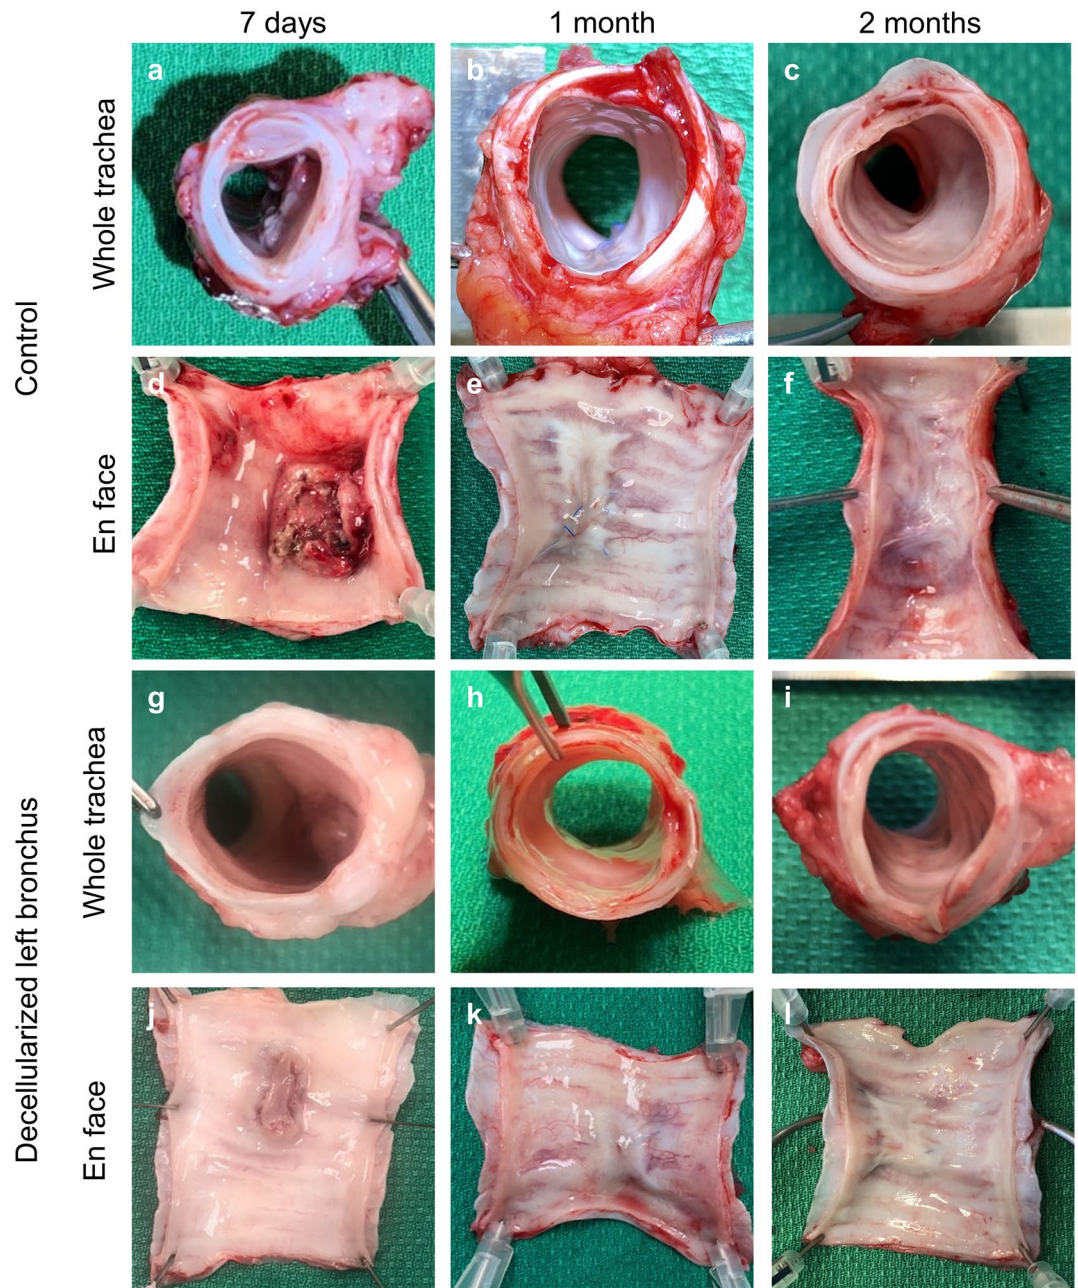 7 days 1 month 2 months
Control
Whole trachea
a b c
En face
d e f
Decellularized left bronchus
Whole trachea
g h i
En face
j k l